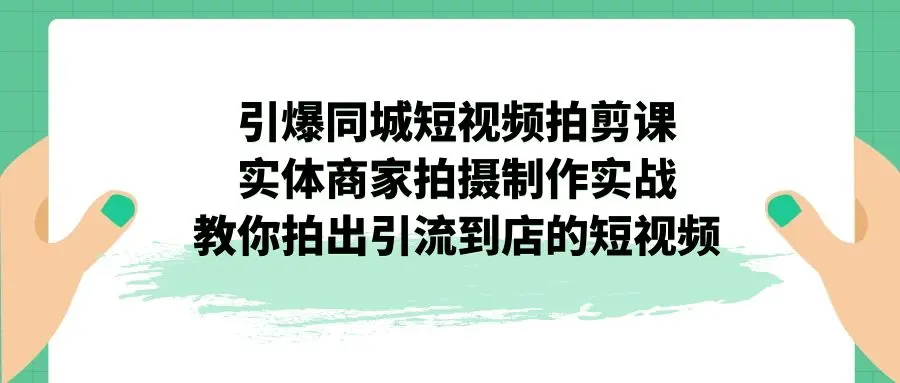 引爆同城短视频拍剪课
实体商家拍摄制作实战
教你拍出引流到店的短视频